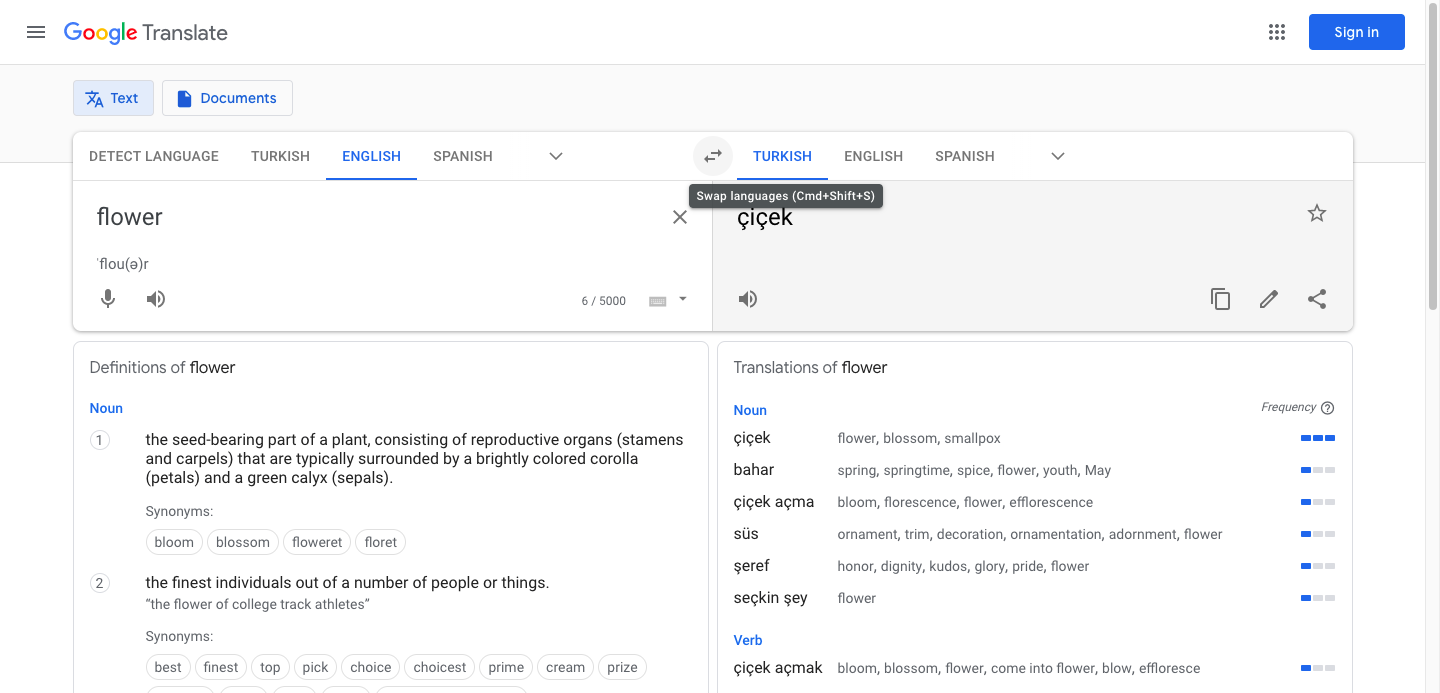 Google Translate
Sign in
Text
Documents
DETECT LANGUAGE TURKISH ENGLISH SPANISH
TURKISH ENGLISH SPANISH
Swap languages (Cmd+Shift+S)
flower
çiçek
ˈflou(ə)r
6 / 5000
Definitions of flower
Noun
1
the seed-bearing part of a plant, consisting of reproductive organs (stamens
and carpels) that are typically surrounded by a brightly colored corolla
(petals) and a green calyx (sepals).
Synonyms:
bloom blossom floweret floret
2
the finest individuals out of a number of people or things.
“the flower of college track athletes”
Synonyms:
best finest top pick choice choicest prime cream prize
Translations of flower
Noun
Frequency
çiçek flower, blossom, smallpox
bahar spring, springtime, spice, flower, youth, May
çiçek açma bloom, florescence, flower, efflorescence
süs ornament, trim, decoration, ornamentation, adornment, flower
şeref honor, dignity, kudos, glory, pride, flower
seçkin şey flower
Verb
çiçek açmak bloom, blossom, flower, come into flower, blow, effloresce